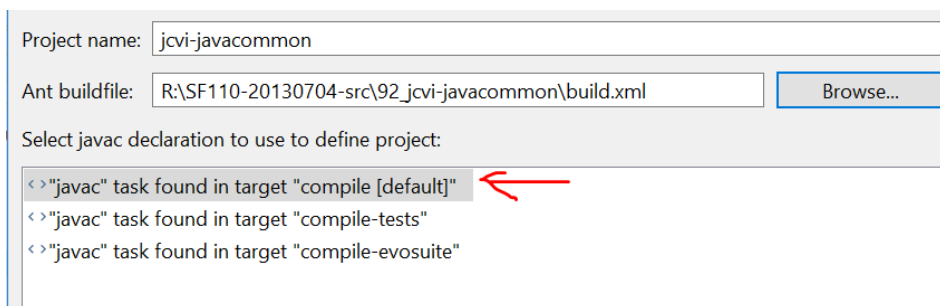 Project name: jcvi-javacommon
Ant buildfile: R:\SF110-20130704-src\92_jcvi-javacommon\build.xml Browse...
Select javac declaration to use to define project:
"javac" task found in target "compile [default]"
"javac" task found in target "compile-tests"
"javac" task found in target "compile-evosuite"